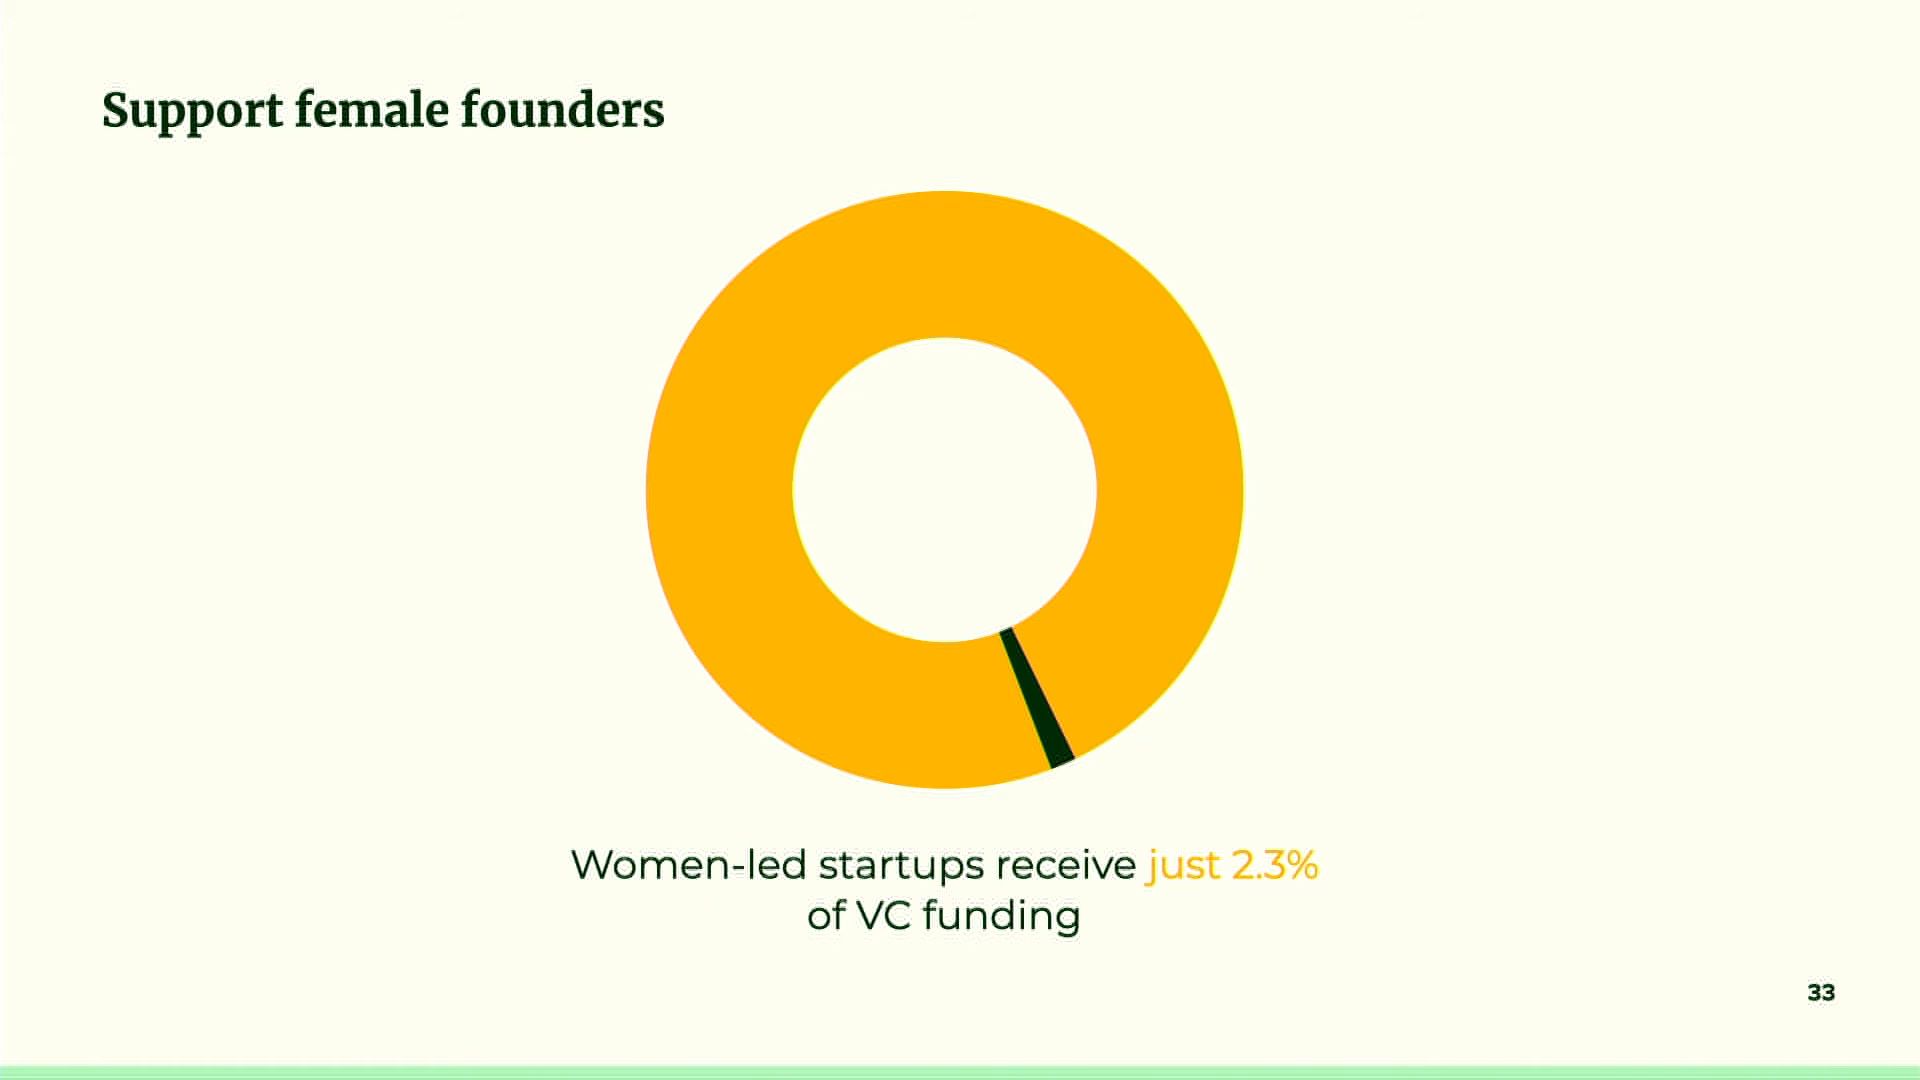 Support female founders
Women-led startups receive just 2.3%
of VC funding
33